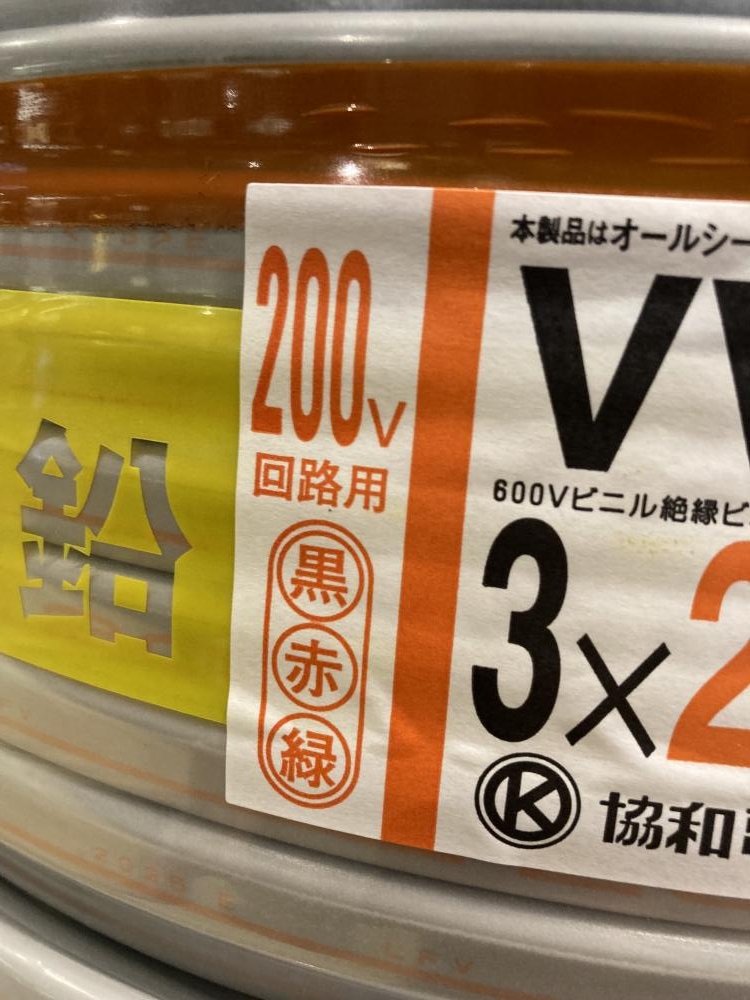 鉛
200V
回路用
黒
赤
緑
本製品はオールシー
VV
600Vビニル絶縁ビ
3×2
K 協和
LFV